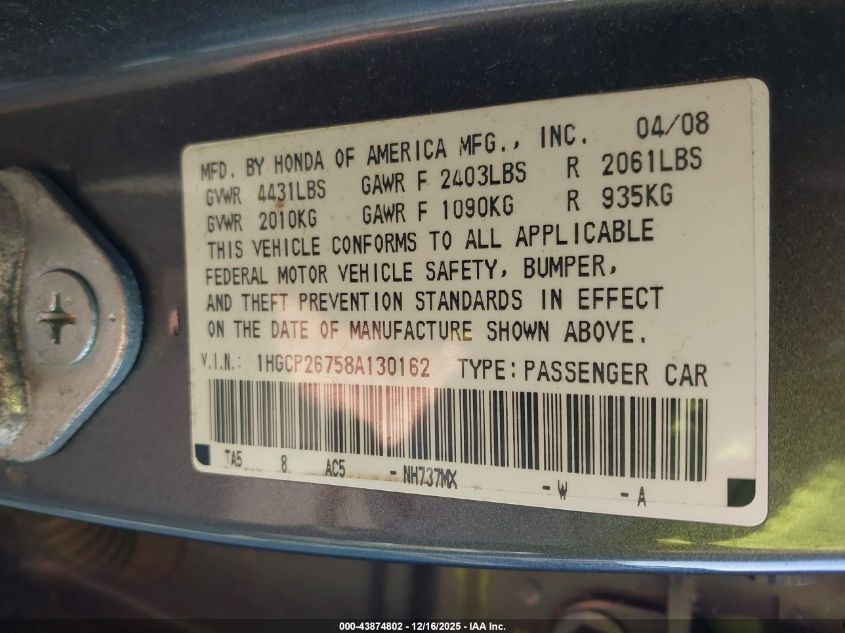 MFD. BY HONDA OF AMERICA MFG., INC. 04/08
GVWR 4431LBS GAWR F 2403LBS R 2061LBS
GVWR 2010KG GAWR F 1090KG R 935KG
THIS VEHICLE CONFORMS TO ALL APPLICABLE
FEDERAL MOTOR VEHICLE SAFETY, BUMPER,
AND THEFT PREVENTION STANDARDS IN EFFECT
ON THE DATE OF MANUFACTURE SHOWN ABOVE.
V.I.N.: 1HGCP26758A130162 TYPE: PASSENGER CAR
TA5 8 AC5 - NH737MX - W - A
000-43874802 - 12/16/2025 - IAA Inc.